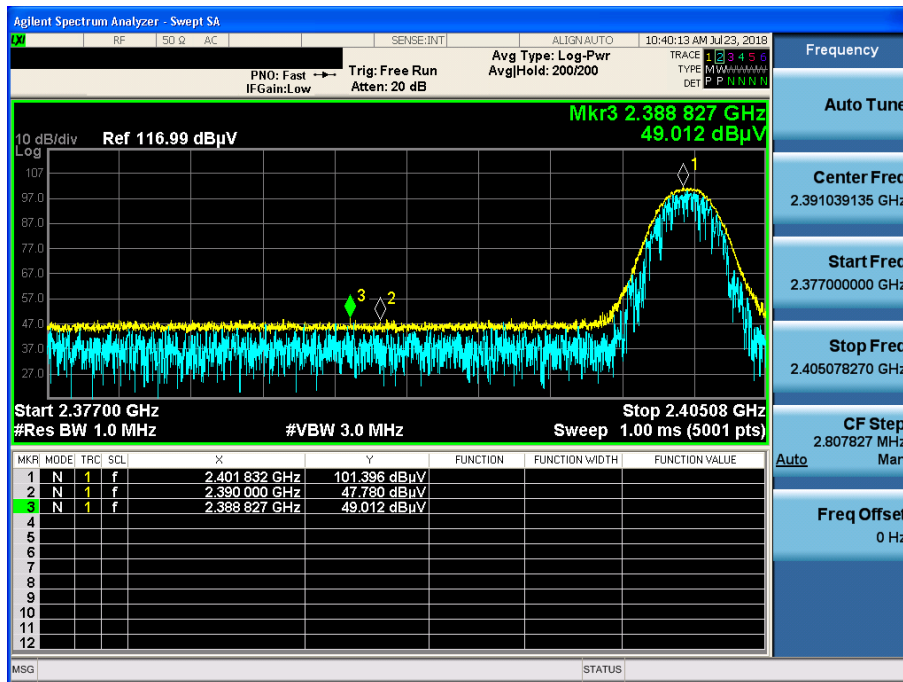 Agilent Spectrum Analyzer - Swept SA
LXI RF 50 Ω AC SENSE:INT ALIGN AUTO 10:40:13 AM Jul 23, 2018
PNO: Fast Trig: Free Run Avg Type: Log-Pwr TRACE 1 2 3 4 5 6
IFGain:Low Atten: 20 dB Avg|Hold: 200/200 TYPE M
DET P P N N N N
Mkr3 2.388 827 GHz
49.012 dBµV
10 dB/div Ref 116.99 dBµV
Log
107
97.0
87.0
77.0
67.0
57.0
47.0
37.0
27.0
1
3 2
Start 2.37700 GHz Stop 2.40508 GHz
#Res BW 1.0 MHz #VBW 3.0 MHz Sweep 1.00 ms (5001 pts)
MKR MODE TRC SCL X Y FUNCTION FUNCTION WIDTH FUNCTION VALUE
1 N 1 f 2.401 832 GHz 101.396 dBµV
2 N 1 f 2.390 000 GHz 47.780 dBµV
3 N 1 f 2.388 827 GHz 49.012 dBµV
4
5
6
7
8
9
10
11
12
MSG STATUS
Frequency
Auto Tune
Center Freq
2.391039135 GHz
Start Freq
2.377000000 GHz
Stop Freq
2.405078270 GHz
CF Step
2.807827 MHz
Auto Man
Freq Offset
0 Hz